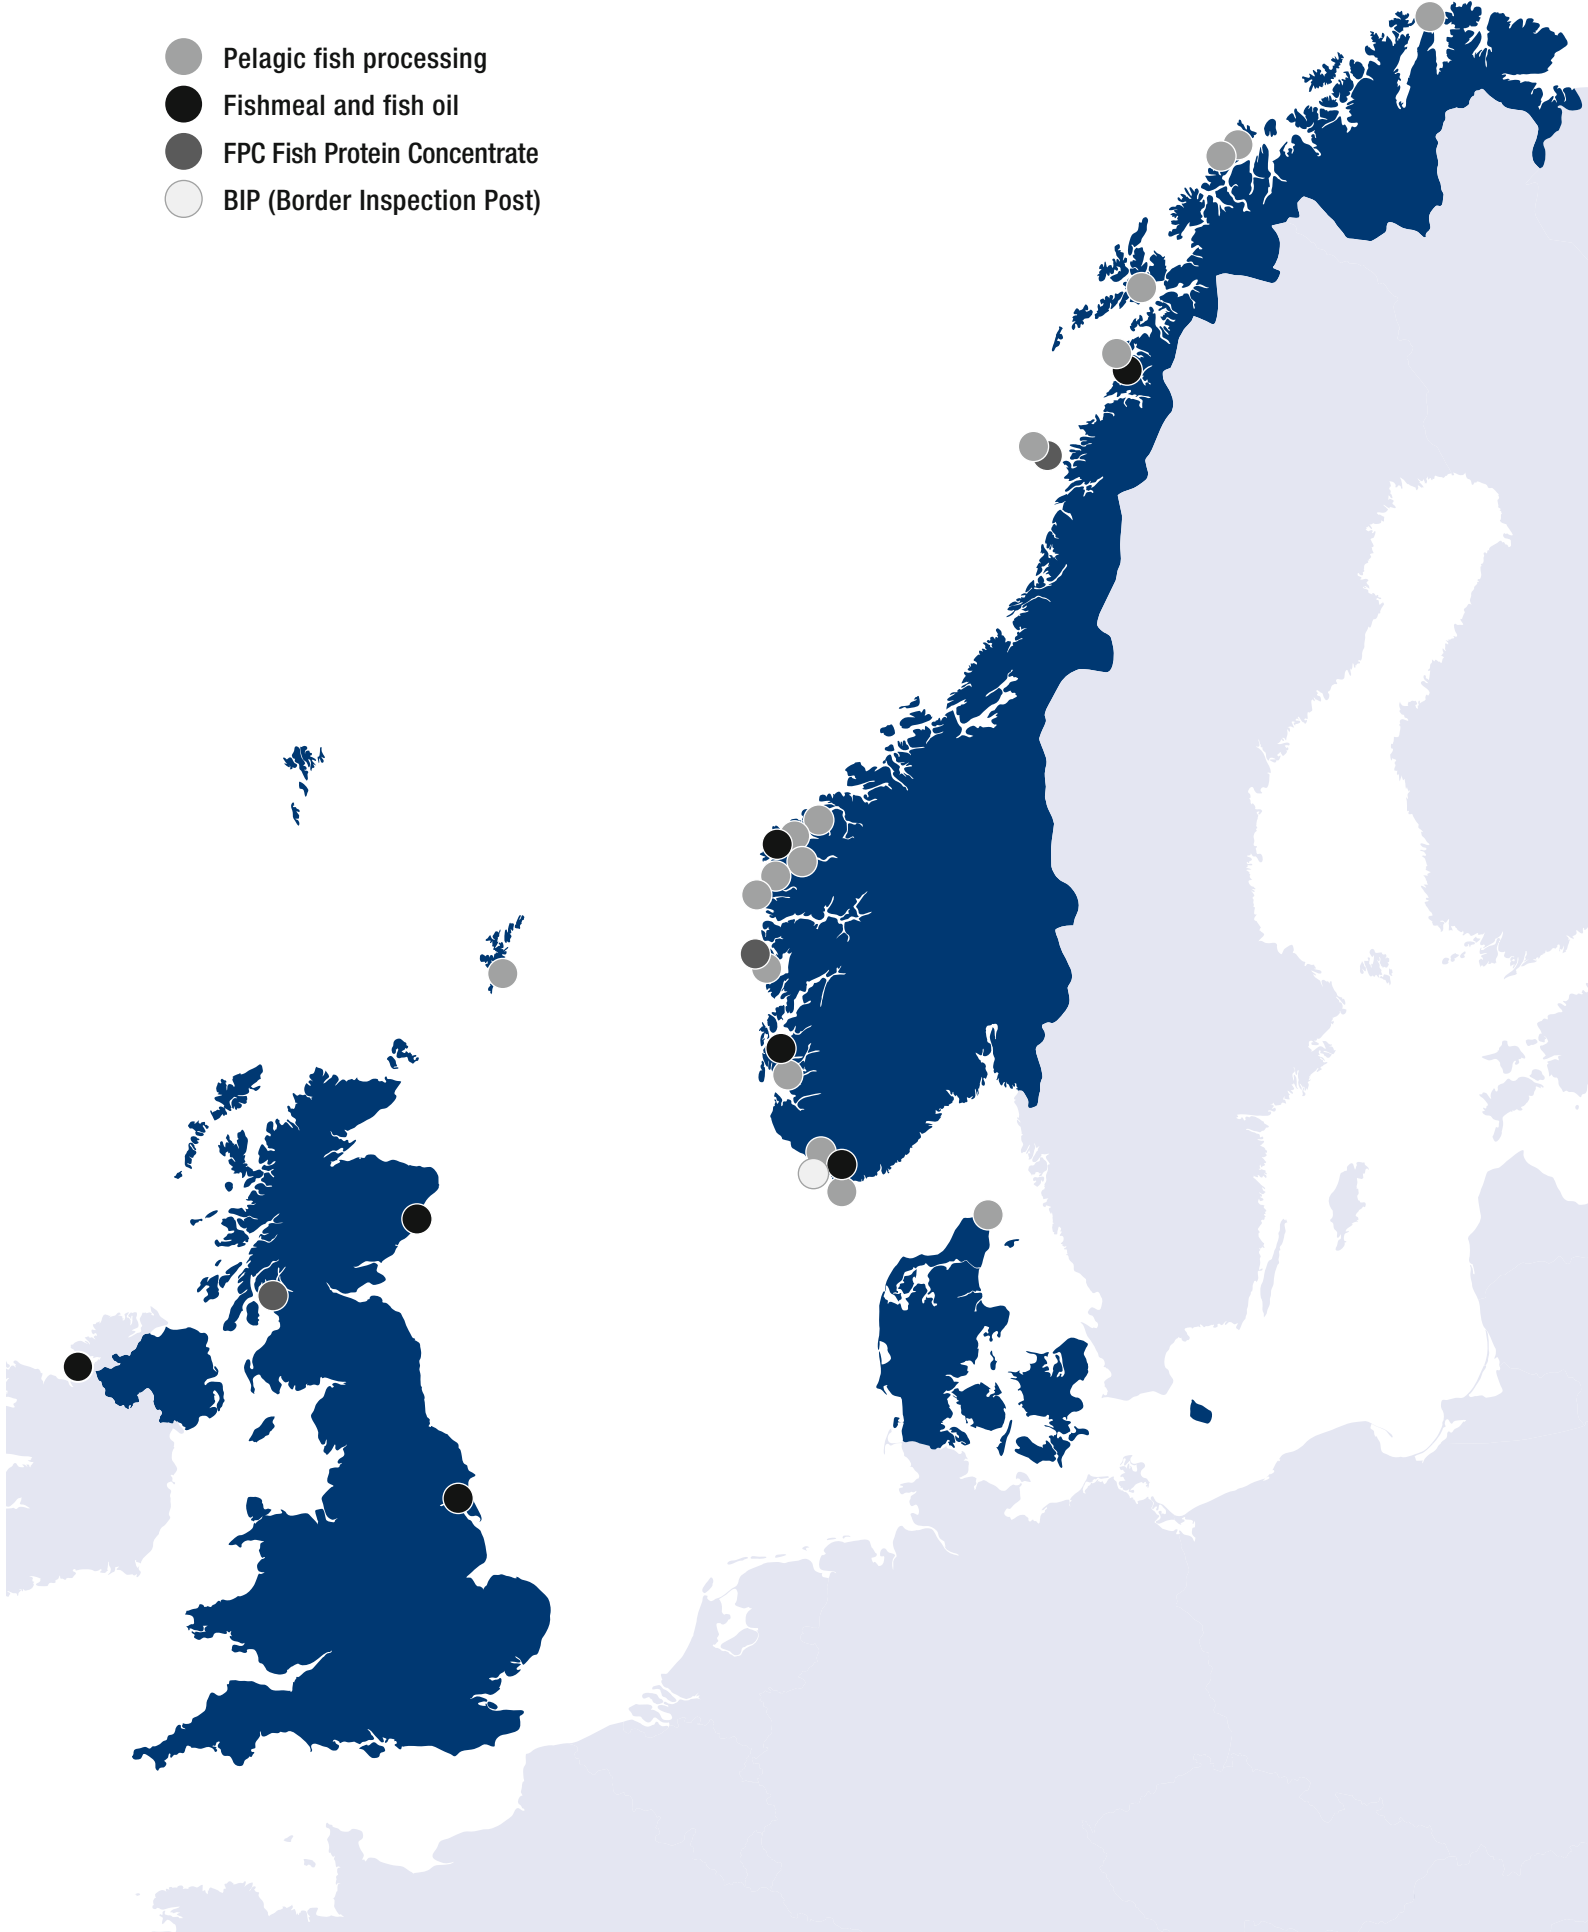 Pelagic fish processing
Fishmeal and fish oil
FPC Fish Protein Concentrate
BIP (Border Inspection Post)